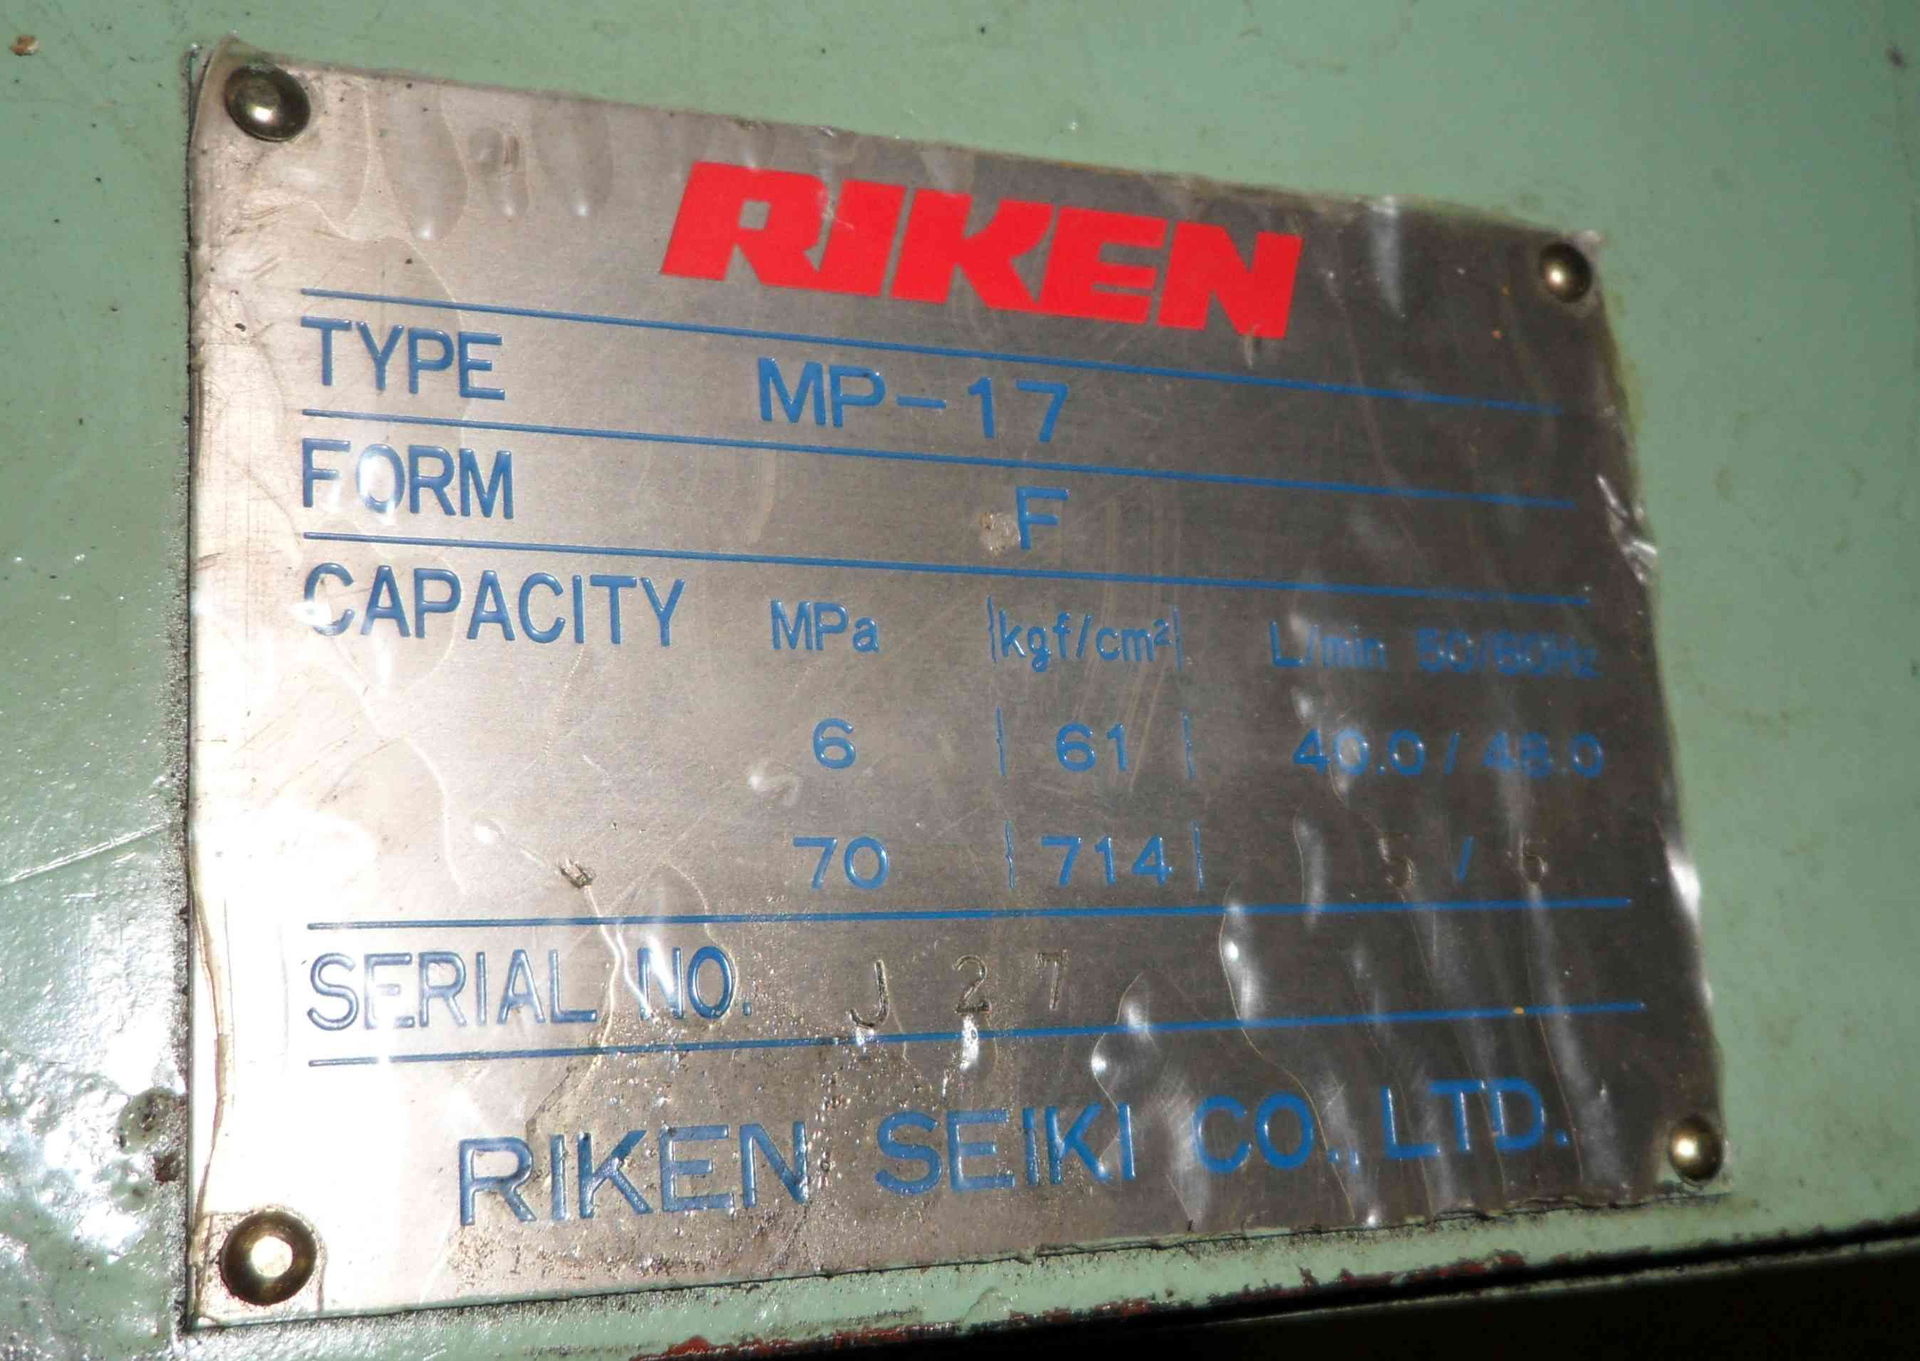 RIKEN
TYPE MP-17
FORM F
CAPACITY MPa kgf/cm² L/min 50/60Hz
6 61 40.0 / 48.0
70 714 5 /
SERIAL NO. J 27
RIKEN SEIKI CO., LTD.